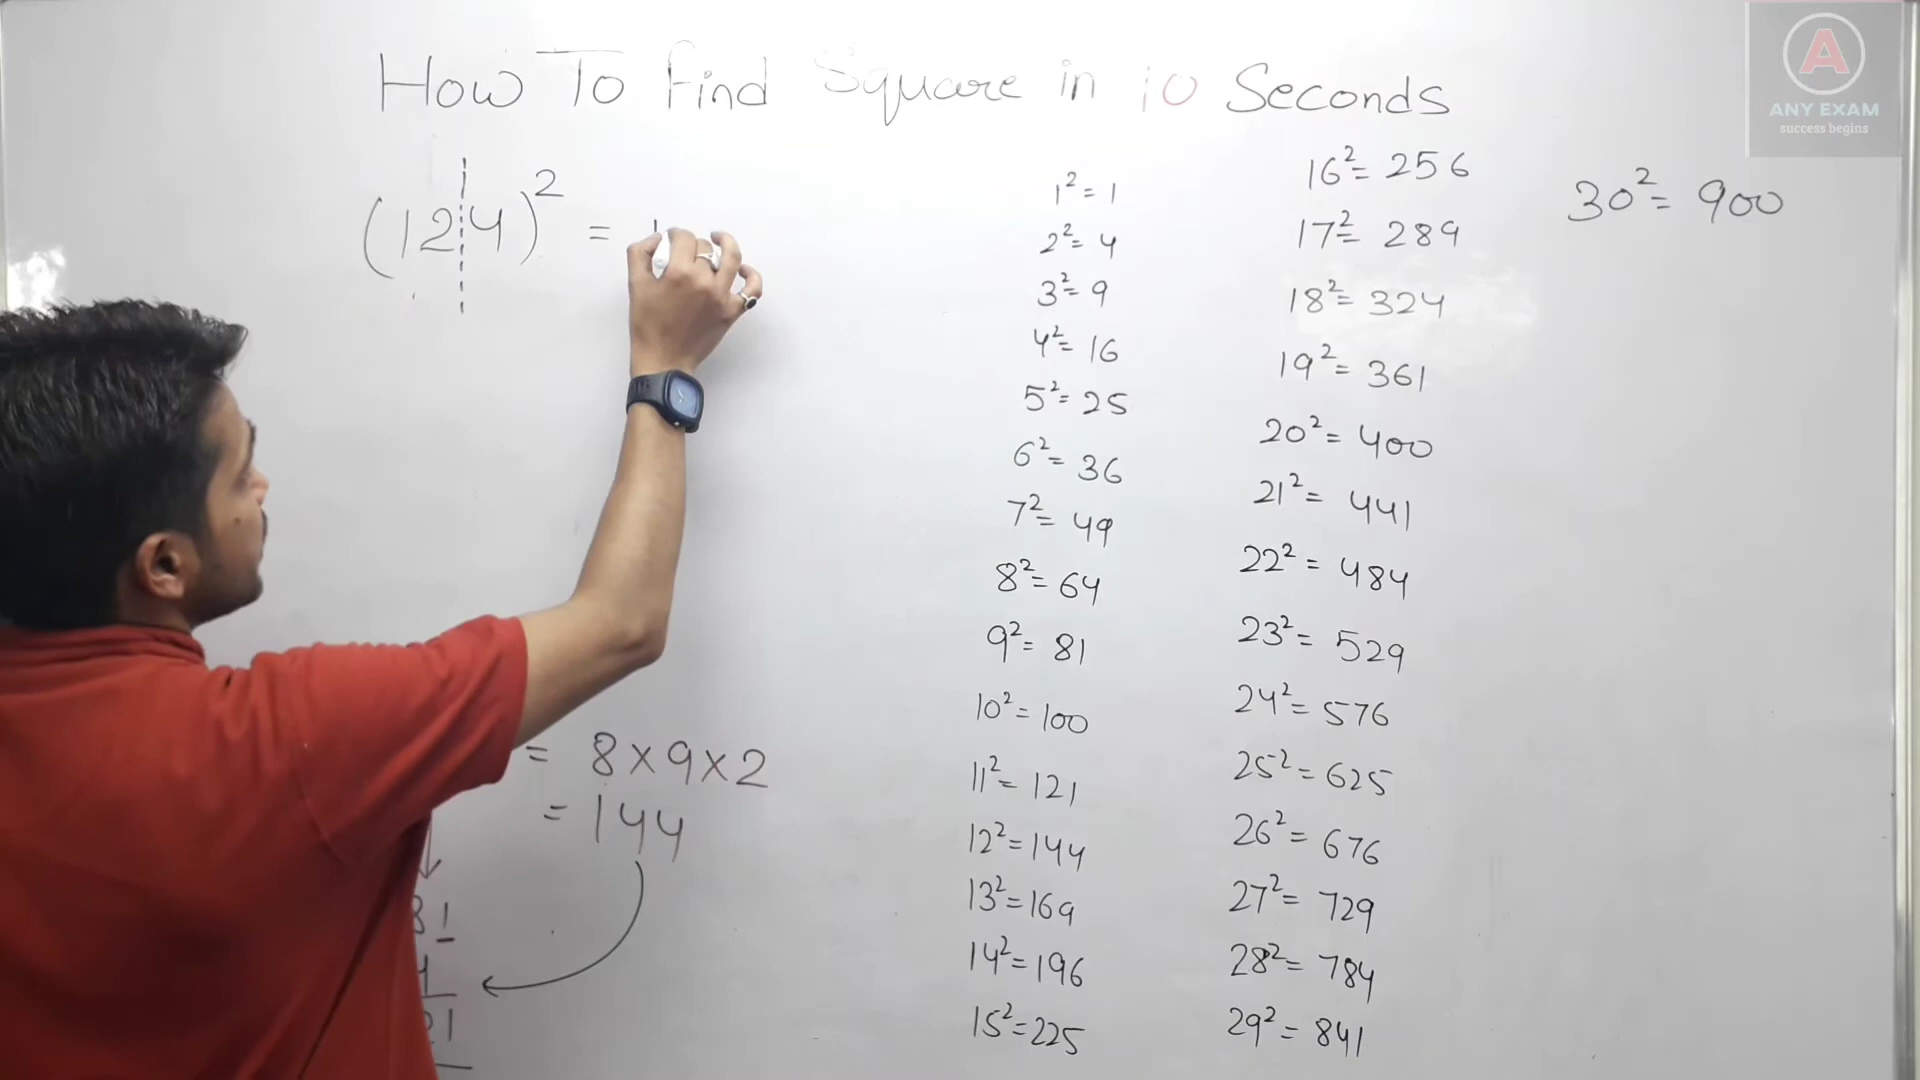 How To Find Square in 10 Seconds
A
ANY EXAM
success begins
(124)² =
= 8×9×2
= 144
1² = 1
2² = 4
3² = 9
4² = 16
5² = 25
6² = 36
7² = 49
8² = 64
9² = 81
10² = 100
11² = 121
12² = 144
13² = 169
14² = 196
15² = 225
16² = 256
17² = 289
18² = 324
19² = 361
20² = 400
21² = 441
22² = 484
23² = 529
24² = 576
25² = 625
26² = 676
27² = 729
28² = 784
29² = 841
30² = 900